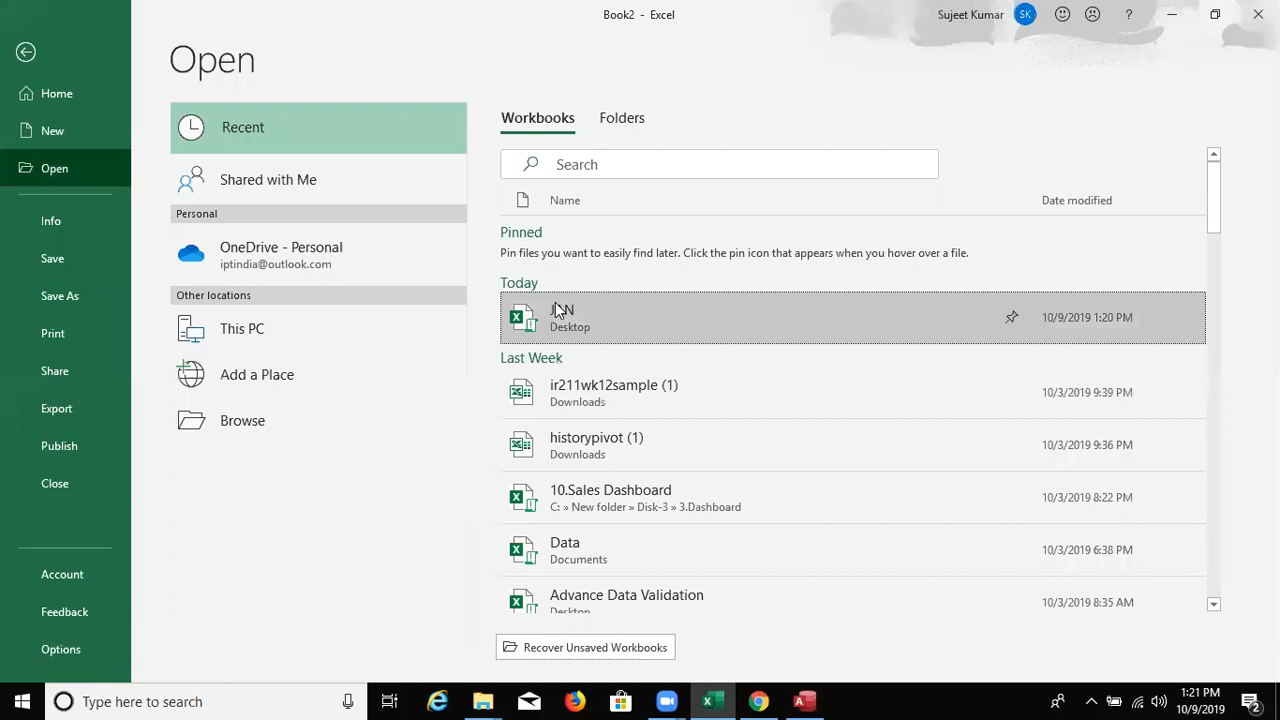 Book2 - Excel
Sujeet Kumar
SK
?
Open
Home
New
Open
Info
Save
Save As
Print
Share
Export
Publish
Close
Account
Feedback
Options
Recent
Shared with Me
Personal
OneDrive - Personal
iptindia@outlook.com
Other locations
This PC
Add a Place
Browse
Workbooks
Folders
Search
Name
Date modified
Pinned
Pin files you want to easily find later. Click the pin icon that appears when you hover over a file.
Today
Desktop
10/9/2019 1:20 PM
Last Week
ir211wk12sample (1)
Downloads
10/3/2019 9:39 PM
historypivot (1)
Downloads
10/3/2019 9:36 PM
10.Sales Dashboard
C: » New folder » Disk-3 » 3.Dashboard
10/3/2019 8:22 PM
Data
Documents
10/3/2019 6:38 PM
Advance Data Validation
Desktop
10/3/2019 8:35 AM
Recover Unsaved Workbooks
Type here to search
1:21 PM
10/9/2019
2